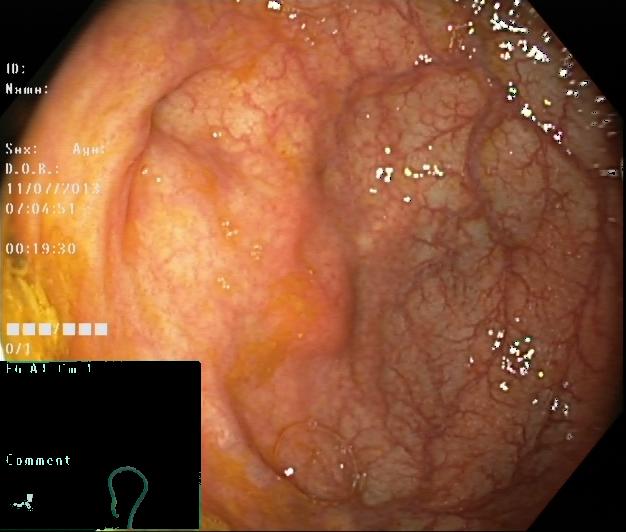 ID:
Name:
Sex: Age:
D.O.B.:
11/07/2013
07:04:51
00:19:30
0/1
Comment